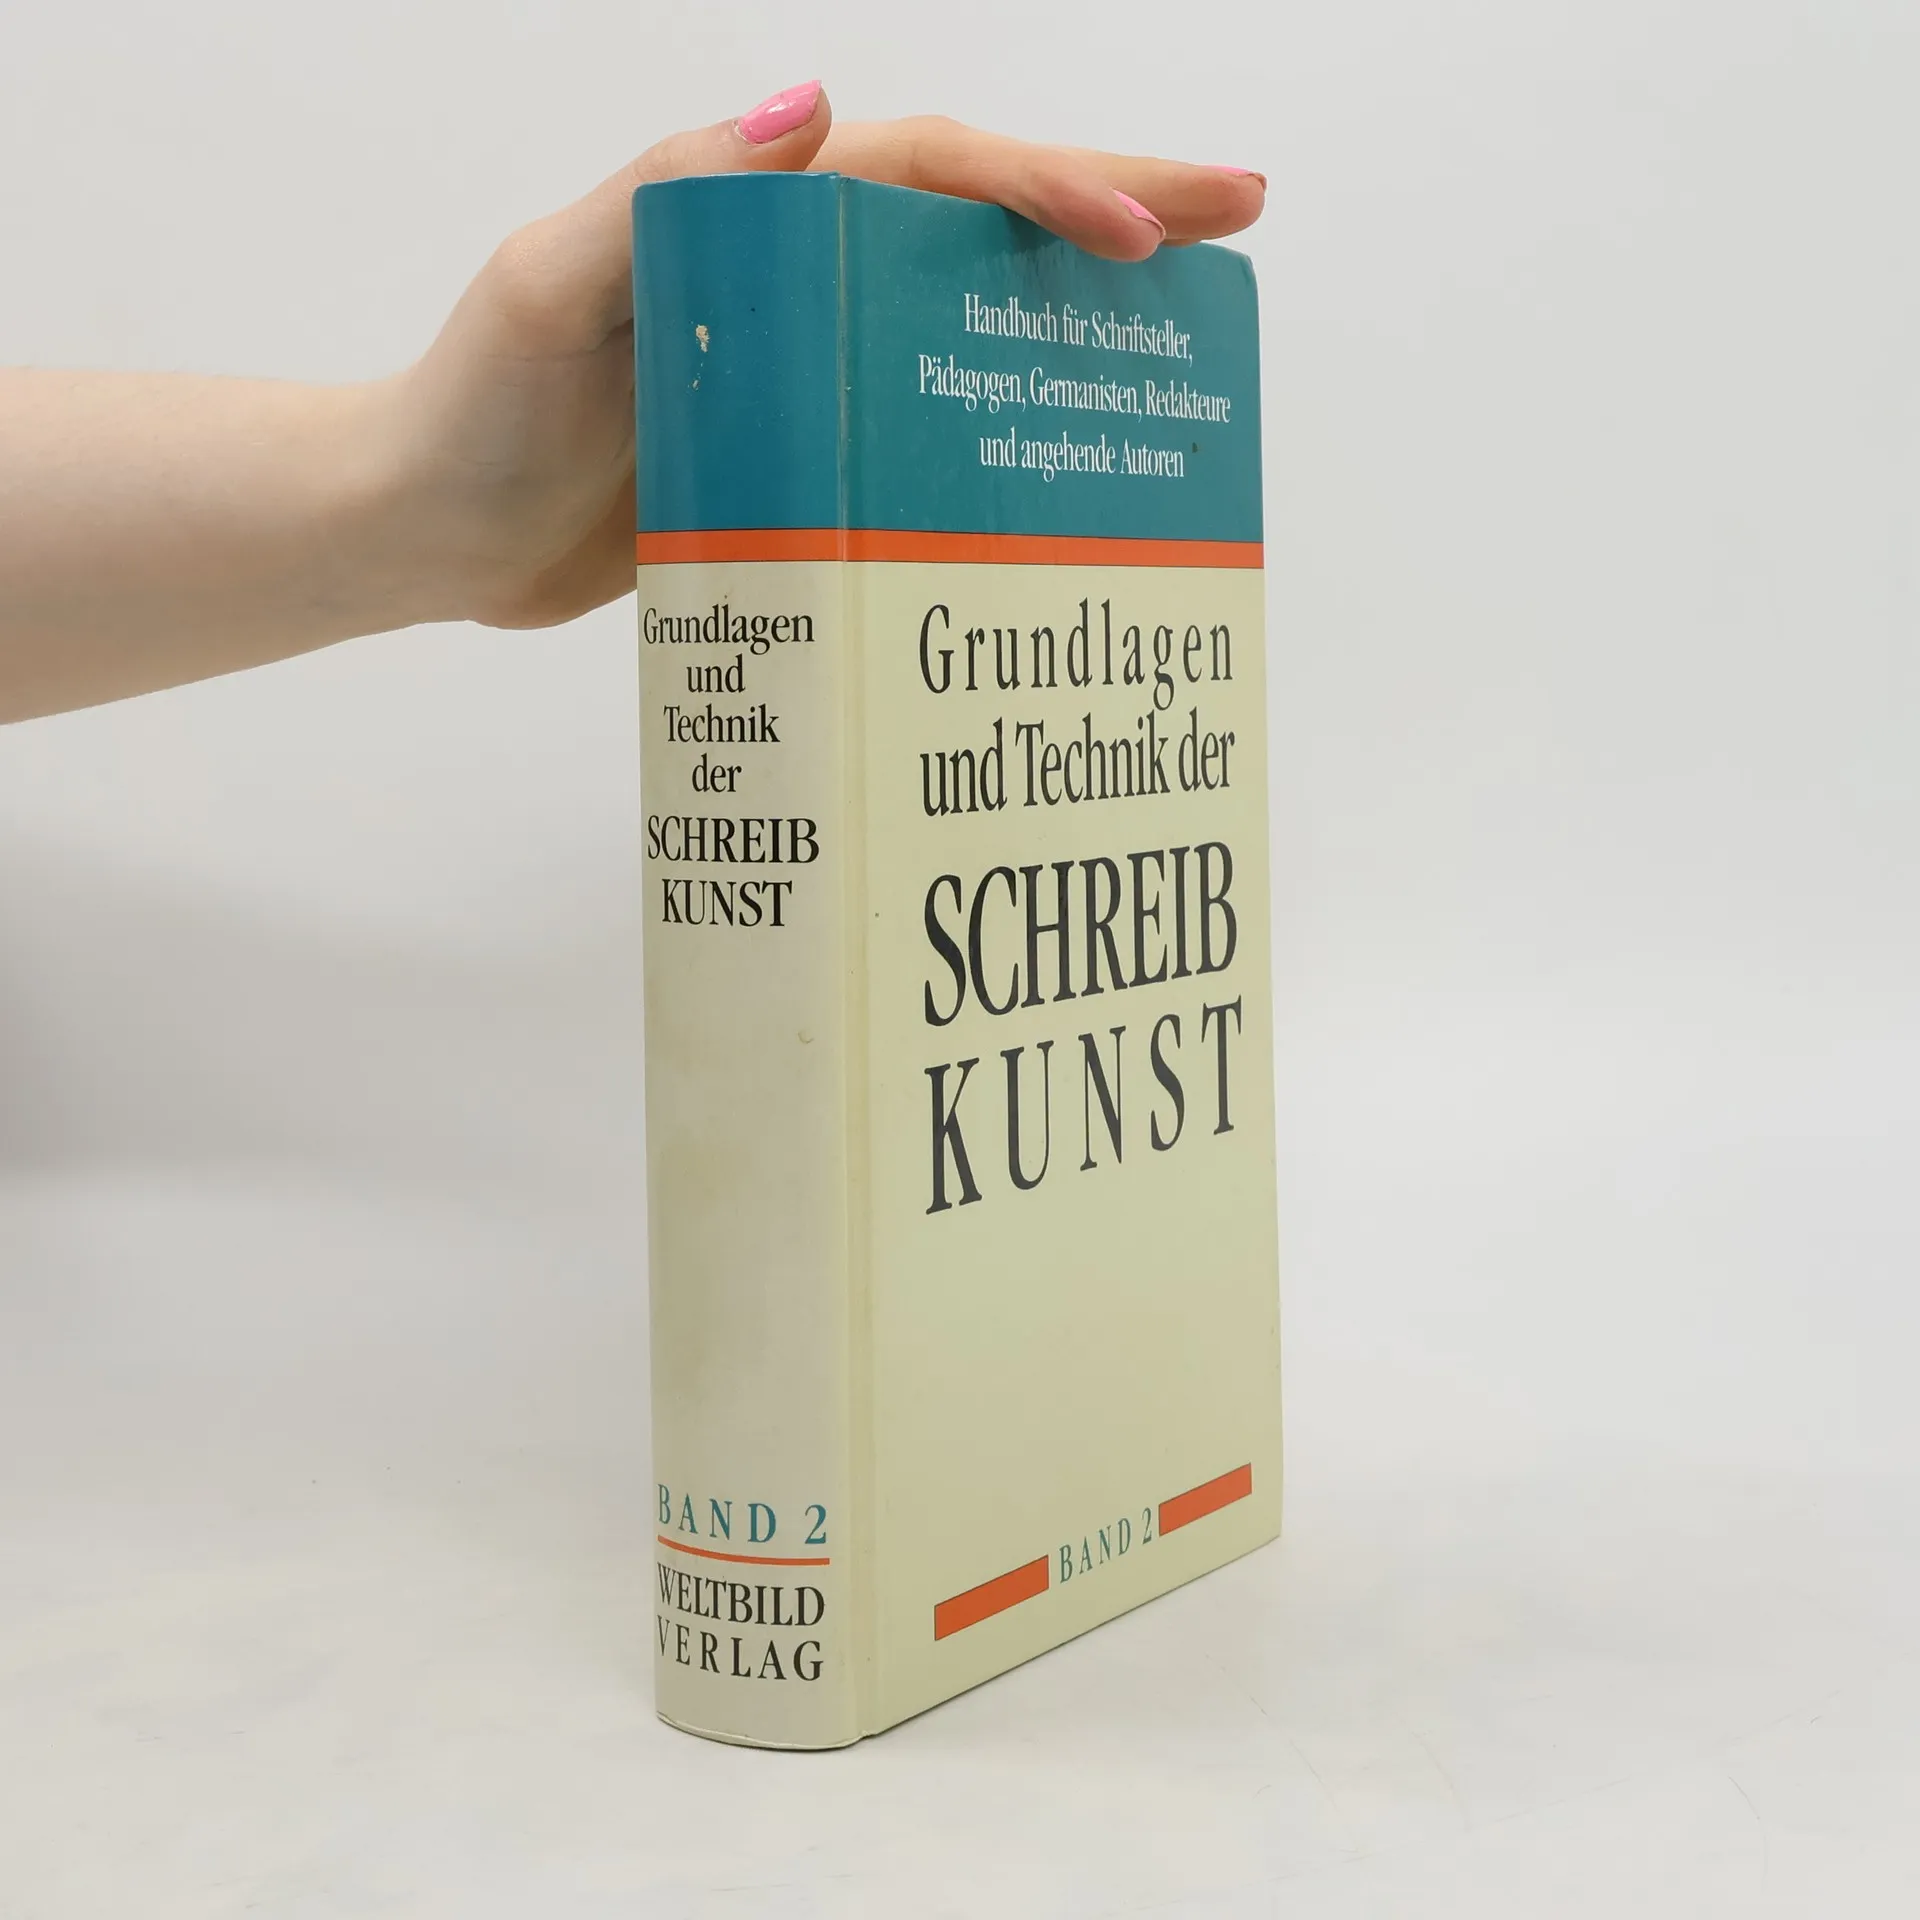 Grundlagen
und
Technik
der
SCHREIB
KUNST
BAND 2
WELTBILD
VERLAG
Handbuch für Schriftsteller,
Pädagogen, Germanisten, Redakteure
und angehende Autoren
Grundlagen
und Technik der
SCHREIB
KUNST
BAND 2